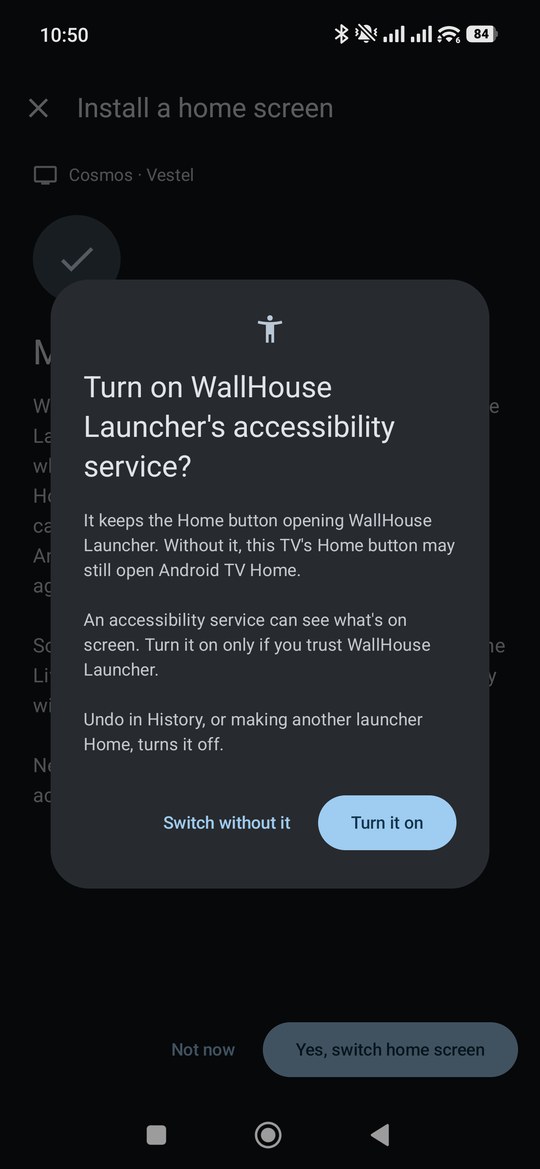 10:50
84
Install a home screen
Cosmos · Vestel
Turn on WallHouse
Launcher's accessibility
service?
It keeps the Home button opening WallHouse
Launcher. Without it, this TV's Home button may
still open Android TV Home.
An accessibility service can see what's on
screen. Turn it on only if you trust WallHouse
Launcher.
Undo in History, or making another launcher
Home, turns it off.
Switch without it
Turn it on
Not now
Yes, switch home screen